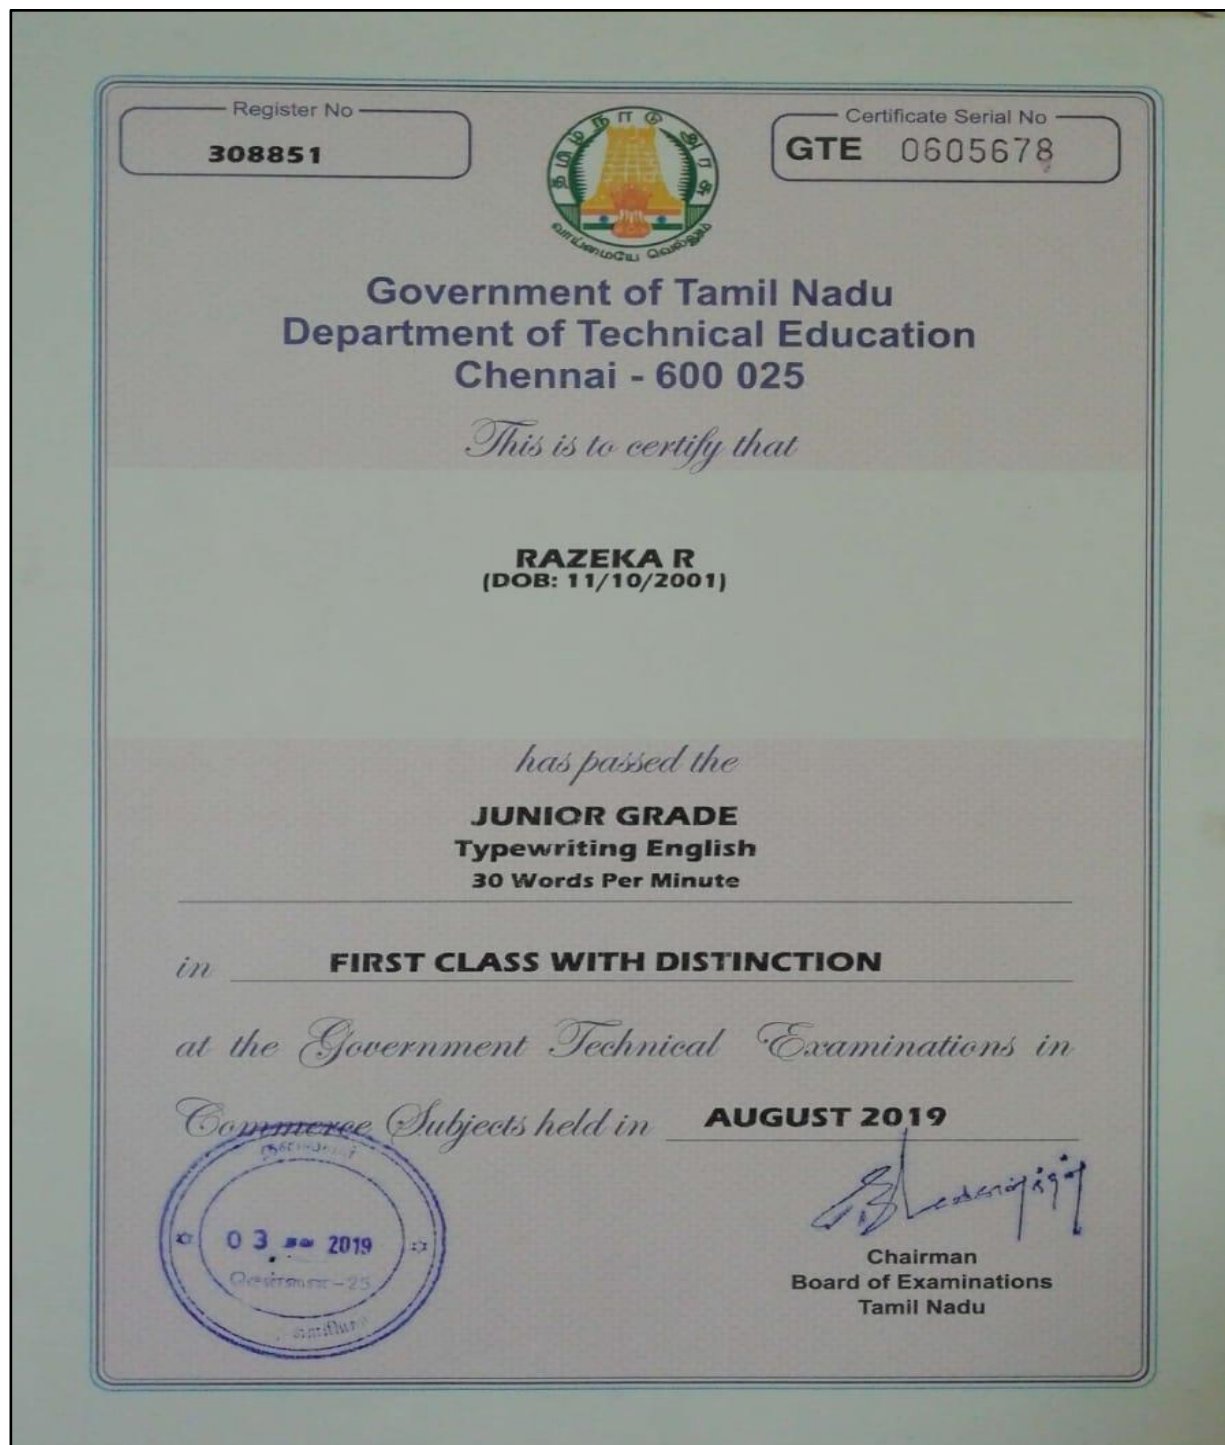 Register No
308851
தமிழ் நாடு அரசு
வாய்மையே வெல்லும்
Certificate Serial No
GTE 0605678
Government of Tamil Nadu
Department of Technical Education
Chennai - 600 025
This is to certify that
RAZEKA R
(DOB: 11/10/2001)
has passed the
JUNIOR GRADE
Typewriting English
30 Words Per Minute
in FIRST CLASS WITH DISTINCTION
at the Government Technical Examinations in
Commerce Subjects held in AUGUST 2019
03 2019
சென்னை-25
Chairman
Board of Examinations
Tamil Nadu